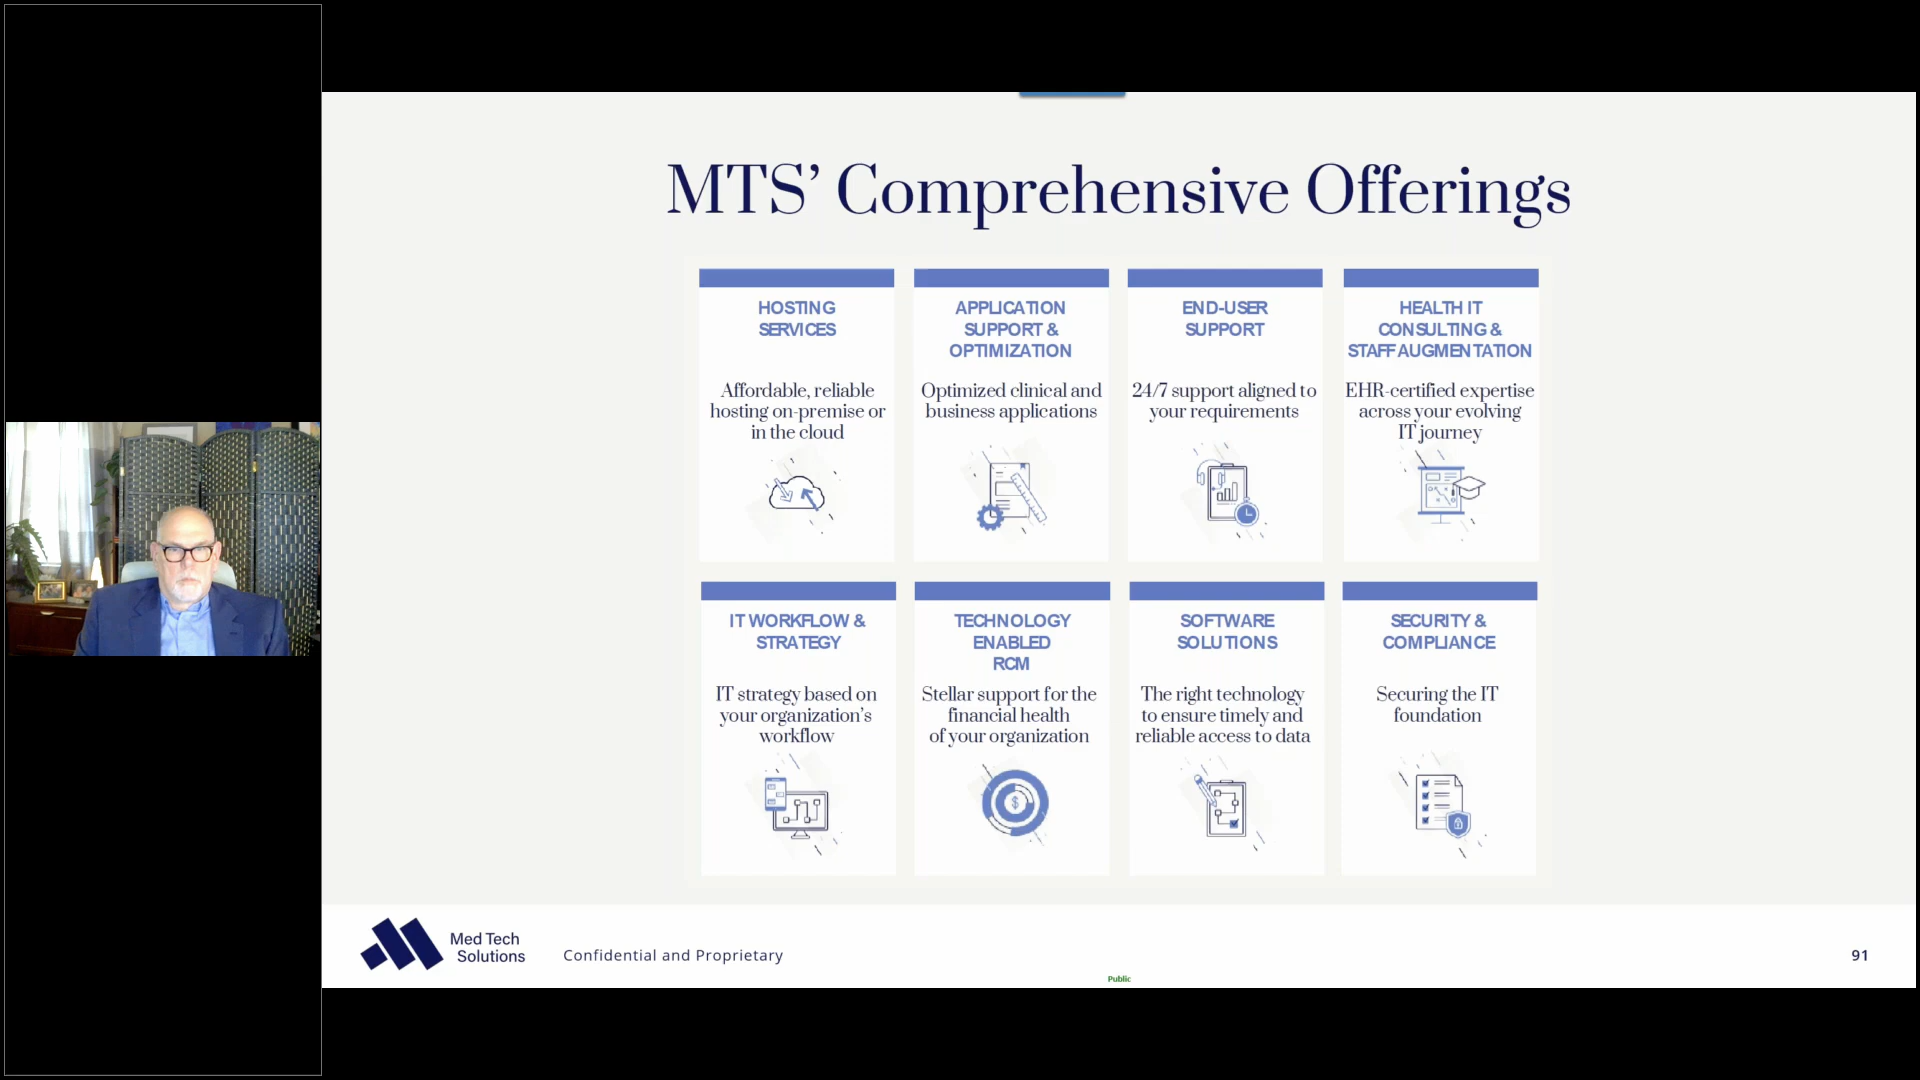 MTS’ Comprehensive Offerings
HOSTING
SERVICES
Affordable, reliable
hosting on-premise or
in the cloud
APPLICATION
SUPPORT &
OPTIMIZATION
Optimized clinical and
business applications
END-USER
SUPPORT
24/7 support aligned to
your requirements
HEALTH IT
CONSULTING &
STAFF AUGMENTATION
EHR-certified expertise
across your evolving
IT journey
IT WORKFLOW &
STRATEGY
IT strategy based on
your organization’s
workflow
TECHNOLOGY
ENABLED
RCM
Stellar support for the
financial health
of your organization
$
SOFTWARE
SOLUTIONS
The right technology
to ensure timely and
reliable access to data
SECURITY &
COMPLIANCE
Securing the IT
foundation
Med Tech
Solutions
Confidential and Proprietary
91
Public